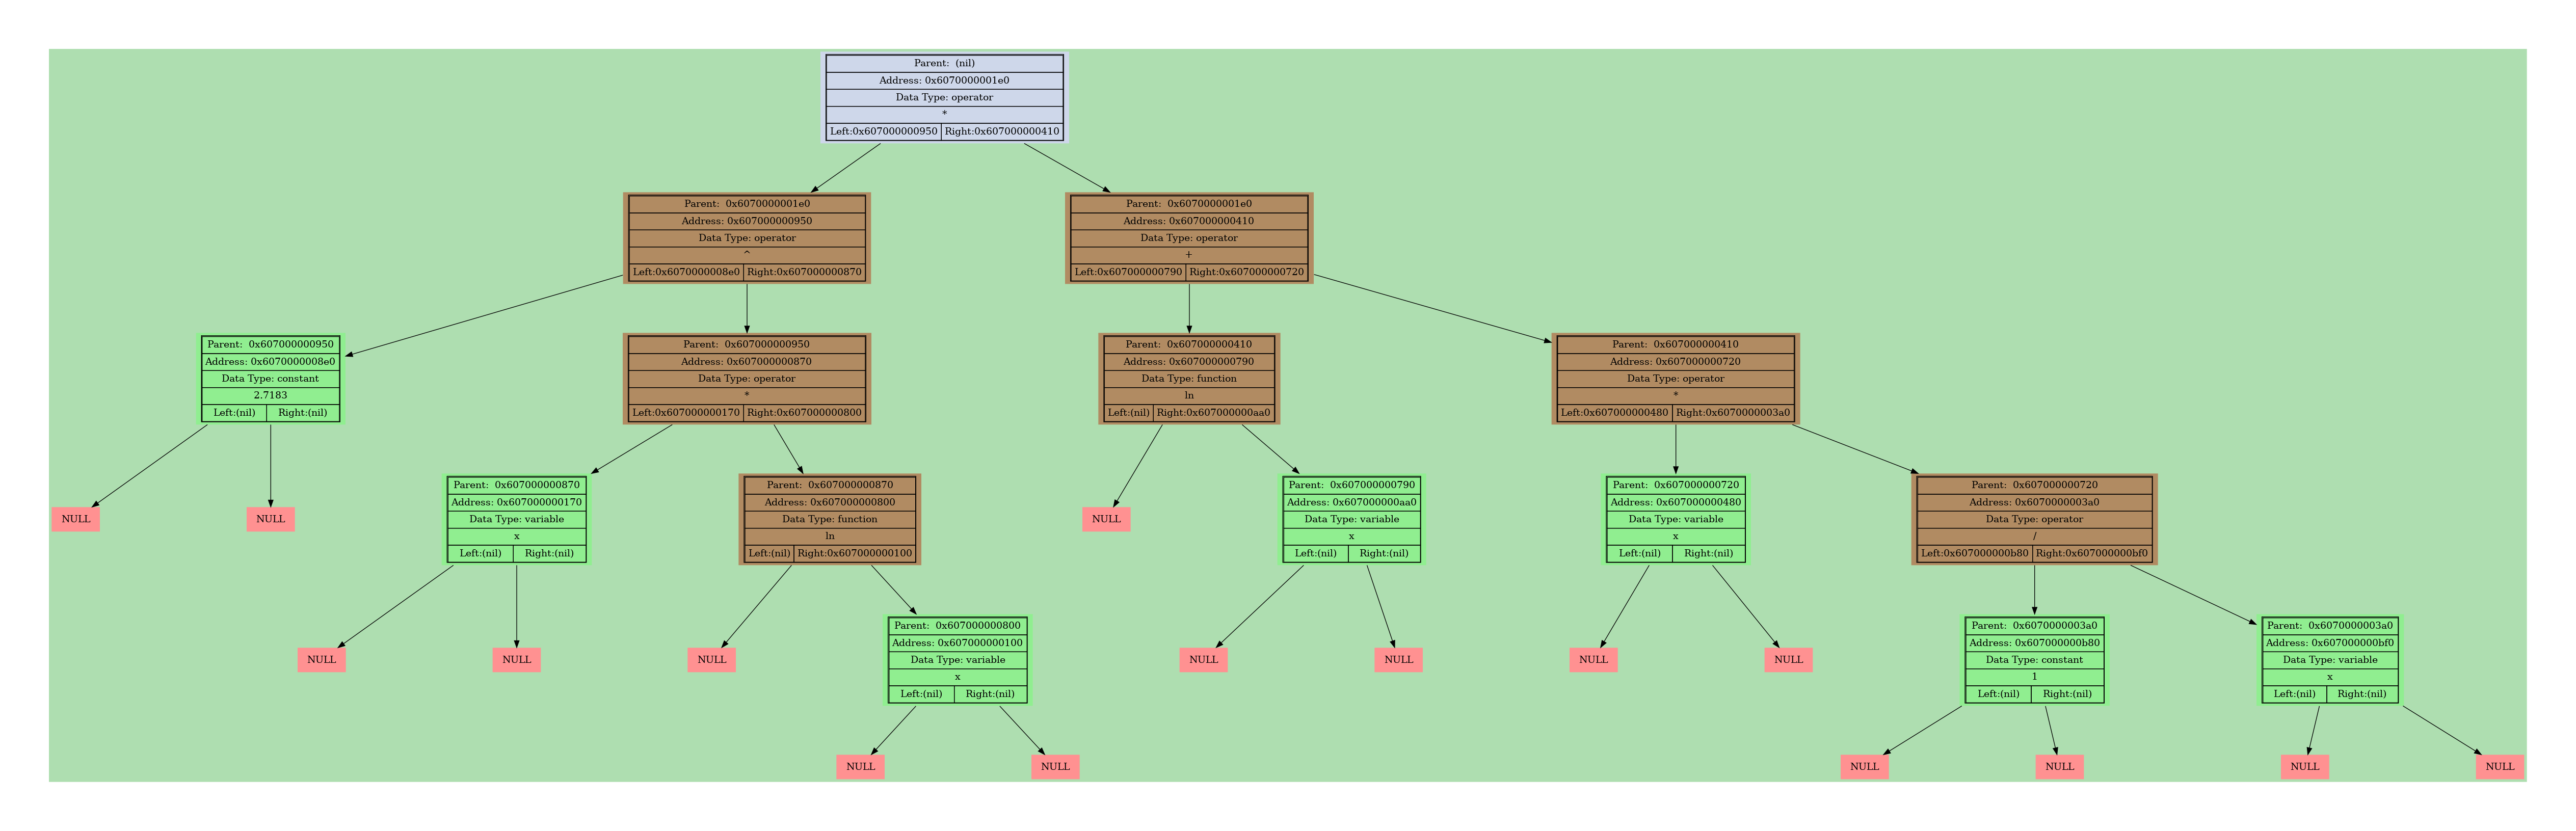 Parent:  (nil)
Address: 0x6070000001e0
Data Type: operator
*
Left:0x607000000950 Right:0x607000000410
Parent:  0x6070000001e0
Address: 0x607000000950
Data Type: operator
^
Left:0x6070000008e0 Right:0x607000000870
Parent:  0x6070000001e0
Address: 0x607000000410
Data Type: operator
+
Left:0x607000000790 Right:0x607000000720
Parent:  0x607000000950
Address: 0x6070000008e0
Data Type: constant
2.7183
Left:(nil) Right:(nil)
Parent:  0x607000000950
Address: 0x607000000870
Data Type: operator
*
Left:0x607000000170 Right:0x607000000800
Parent:  0x607000000410
Address: 0x607000000790
Data Type: function
ln
Left:(nil) Right:0x607000000aa0
Parent:  0x607000000410
Address: 0x607000000720
Data Type: operator
*
Left:0x607000000480 Right:0x6070000003a0
NULL
NULL
Parent:  0x607000000870
Address: 0x607000000170
Data Type: variable
x
Left:(nil) Right:(nil)
Parent:  0x607000000870
Address: 0x607000000800
Data Type: function
ln
Left:(nil) Right:0x607000000100
NULL
Parent:  0x607000000790
Address: 0x607000000aa0
Data Type: variable
x
Left:(nil) Right:(nil)
Parent:  0x607000000720
Address: 0x607000000480
Data Type: variable
x
Left:(nil) Right:(nil)
Parent:  0x607000000720
Address: 0x6070000003a0
Data Type: operator
/
Left:0x607000000b80 Right:0x607000000bf0
NULL
NULL
NULL
Parent:  0x607000000800
Address: 0x607000000100
Data Type: variable
x
Left:(nil) Right:(nil)
NULL
NULL
NULL
NULL
Parent:  0x6070000003a0
Address: 0x607000000b80
Data Type: constant
1
Left:(nil) Right:(nil)
Parent:  0x6070000003a0
Address: 0x607000000bf0
Data Type: variable
x
Left:(nil) Right:(nil)
NULL
NULL
NULL
NULL
NULL
NULL